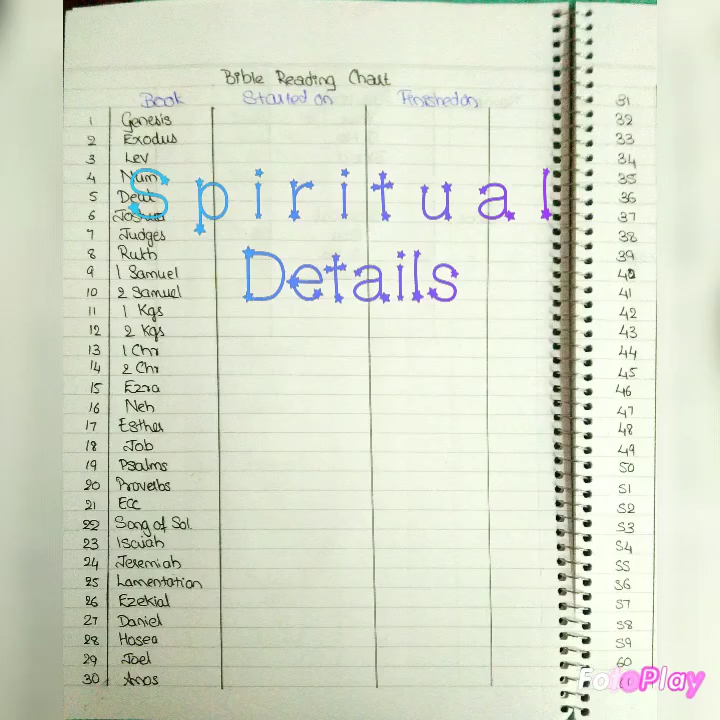 Bible Reading Chart
Book Started on Finished on
1 Genesis
2 Exodus
3 Lev
4 Num
5 Deut
6 Joshua
7 Judges
8 Ruth
9 1 Samuel
10 2 Samuel
11 1 Kgs
12 2 Kgs
13 1 Chr
14 2 Chr
15 Ezra
16 Neh
17 Esther
18 Job
19 Psalms
20 Proverbs
21 Ecc
22 Song of Sol.
23 Isaiah
24 Jeremiah
25 Lamentation
26 Ezekial
27 Daniel
28 Hosea
29 Joel
30 Amos
Spiritual
Details
31
32
33
34
35
36
37
38
39
40
41
42
43
44
45
46
47
48
49
50
51
52
53
54
55
56
57
58
59
60
61
FotoPlay